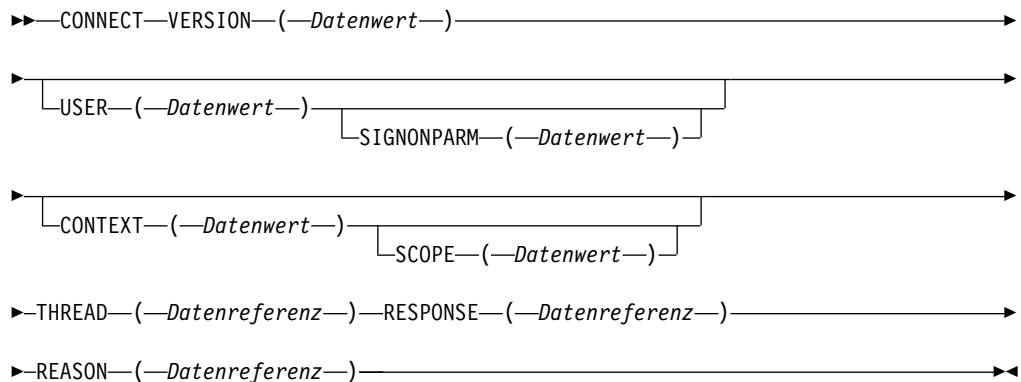 CONNECT VERSION ( Datenwert )
USER ( Datenwert )
SIGNONPARM ( Datenwert )
CONTEXT ( Datenwert )
SCOPE ( Datenwert )
THREAD ( Datenreferenz ) RESPONSE ( Datenreferenz )
REASON ( Datenreferenz )